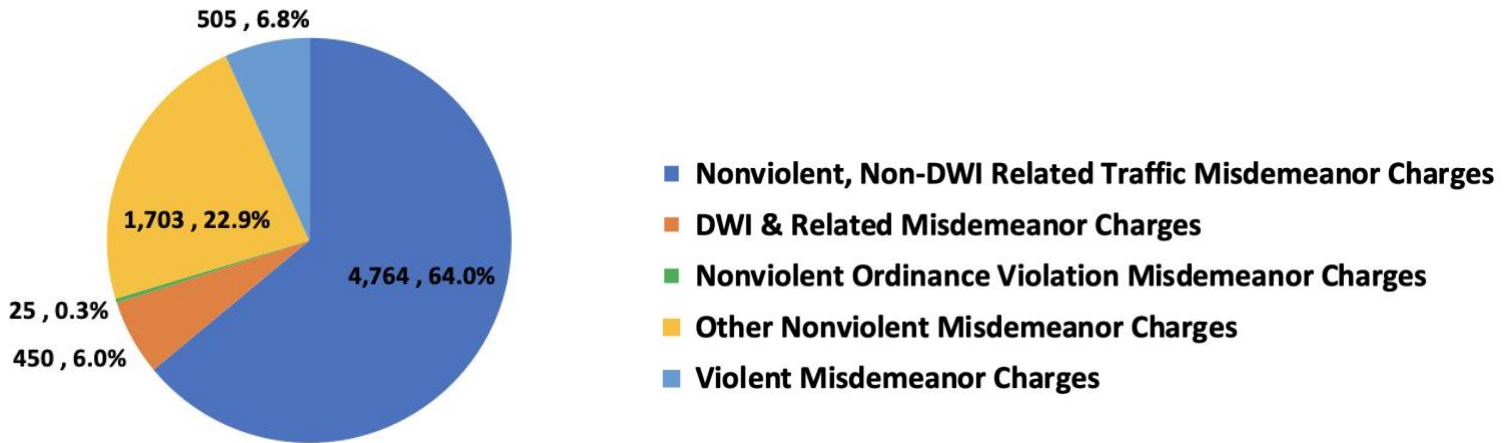 505 , 6.8%
1,703 , 22.9%
4,764 , 64.0%
25 , 0.3%
450 , 6.0%
Nonviolent, Non-DWI Related Traffic Misdemeanor Charges
DWI & Related Misdemeanor Charges
Nonviolent Ordinance Violation Misdemeanor Charges
Other Nonviolent Misdemeanor Charges
Violent Misdemeanor Charges